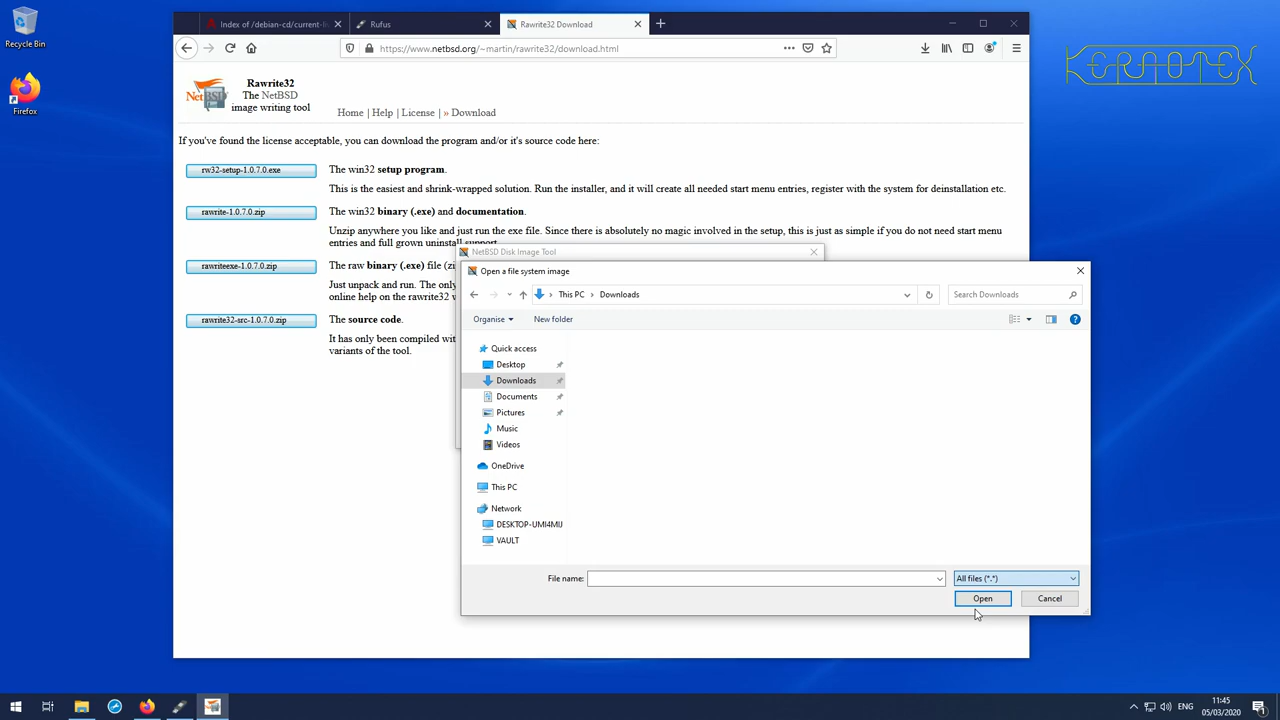 Recycle Bin
Firefox
Index of /debian-cd/current-li
Rufus
Rawrite32 Download
https://www.netbsd.org/~martin/rawrite32/download.html
KERAOTEX
NetBSD
Rawrite32
The NetBSD
image writing tool
Home | Help | License | » Download
If you've found the license acceptable, you can download the program and/or it's source code here:
rw32-setup-1.0.7.0.exe
The win32 setup program.
This is the easiest and shrink-wrapped solution. Run the installer, and it will create all needed start menu entries, register with the system for deinstallation etc.
rawrite-1.0.7.0.zip
The win32 binary (.exe) and documentation.
Unzip anywhere you like and just run the exe file. Since there is absolutely no magic involved in the setup, this is just as simple if you do not need start menu
entries and full grown uninstall support.
NetBSD Disk Image Tool
rawriteexe-1.0.7.0.zip
The raw binary (.exe) file (zi
Just unpack and run. The only
online help on the rawrite32 w
rawrite32-src-1.0.7.0.zip
The source code.
It has only been compiled wit
variants of the tool.
Open a file system image
This PC
Downloads
Search Downloads
Organise
New folder
Quick access
Desktop
Downloads
Documents
Pictures
Music
Videos
OneDrive
This PC
Network
DESKTOP-UMI4MIJ
VAULT
File name:
All files (*.*)
Open
Cancel
ENG
11:45
05/03/2020
1